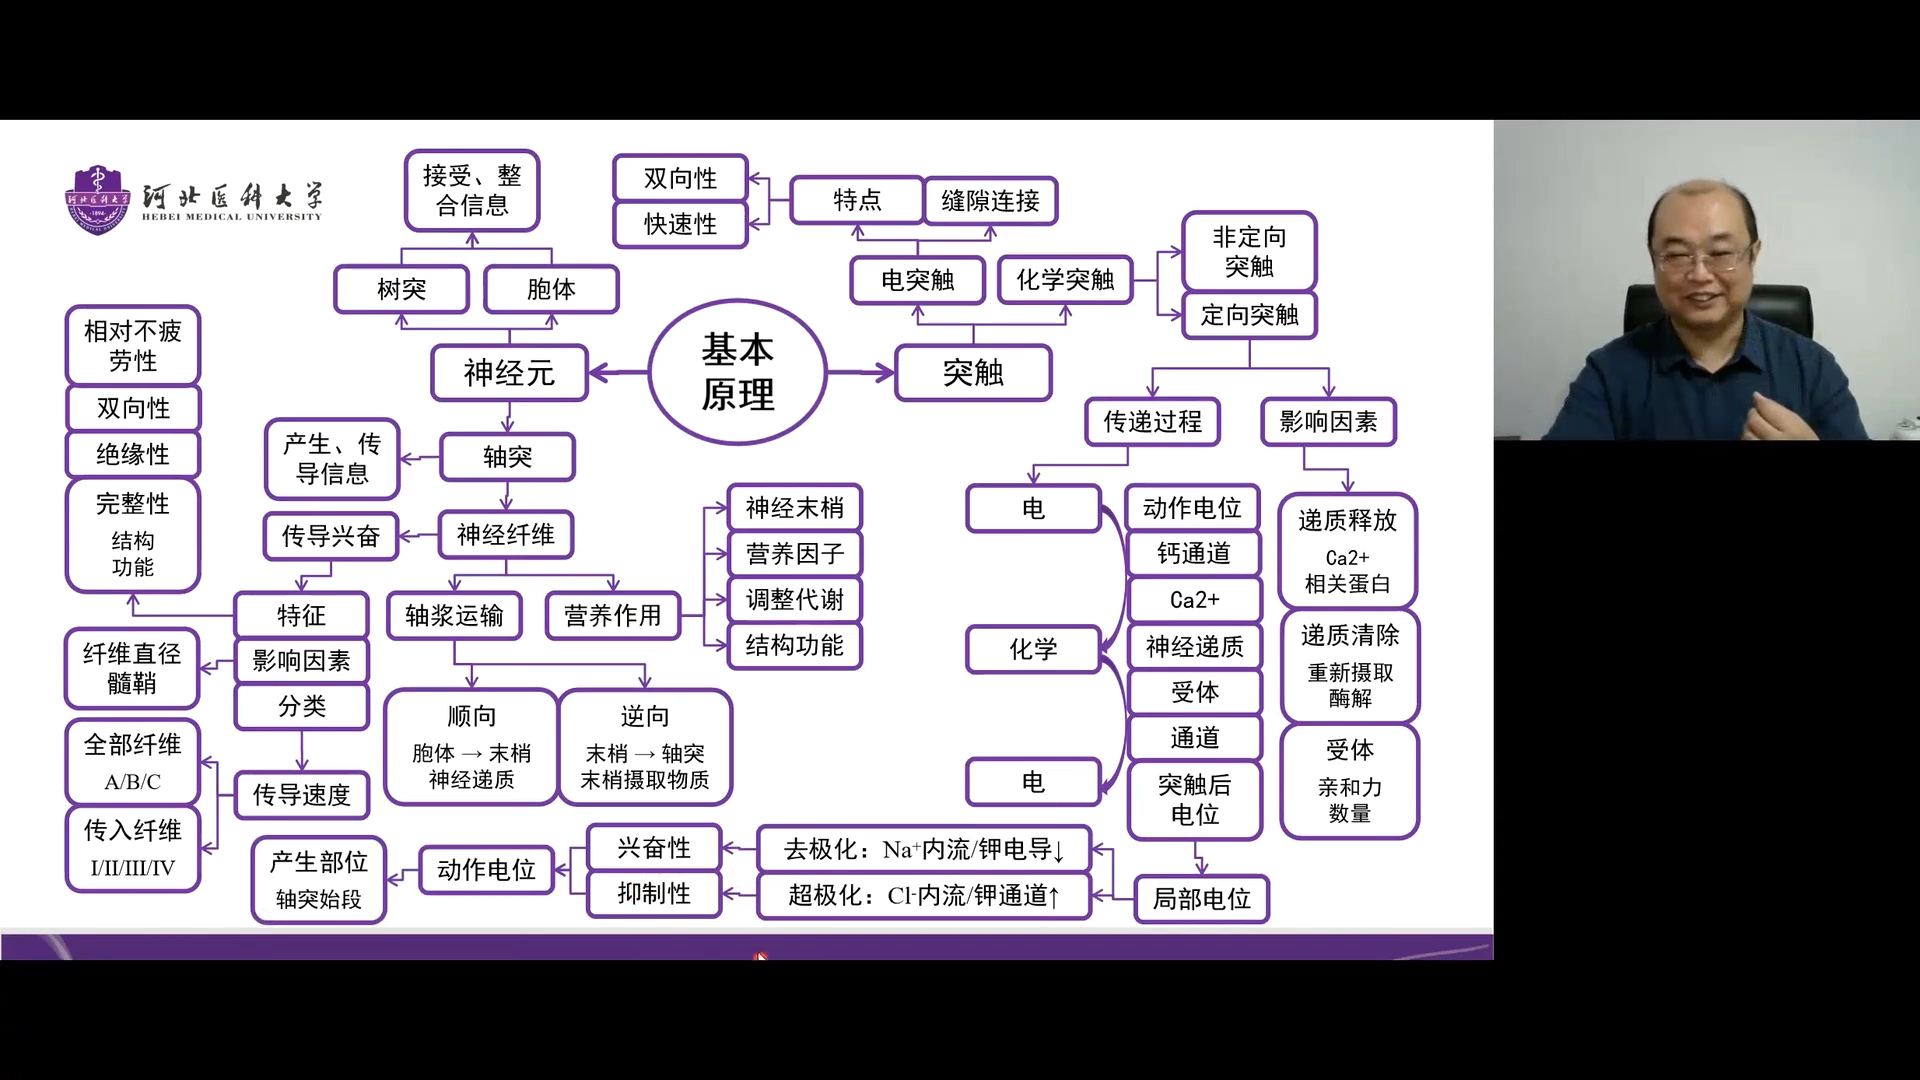 河北医科大学
HEBEI MEDICAL UNIVERSITY
河北医科大学
·1894·
接受、整
合信息
树突
胞体
神经元
基本
原理
突触
双向性
快速性
特点
缝隙连接
电突触
化学突触
非定向
突触
定向突触
相对不疲
劳性
双向性
绝缘性
完整性
结构
功能
产生、传
导信息
轴突
传导兴奋
神经纤维
特征
影响因素
分类
纤维直径
髓鞘
全部纤维
A/B/C
传入纤维
I/II/III/IV
传导速度
轴浆运输
营养作用
神经末梢
营养因子
调整代谢
结构功能
顺向
胞体 → 末梢
神经递质
逆向
末梢 → 轴突
末梢摄取物质
传递过程
影响因素
电
化学
电
动作电位
钙通道
Ca2+
神经递质
受体
通道
突触后
电位
递质释放
Ca2+
相关蛋白
递质清除
重新摄取
酶解
受体
亲和力
数量
局部电位
去极化：Na⁺内流/钾电导↓
超极化：Cl⁻内流/钾通道↑
兴奋性
抑制性
动作电位
产生部位
轴突始段